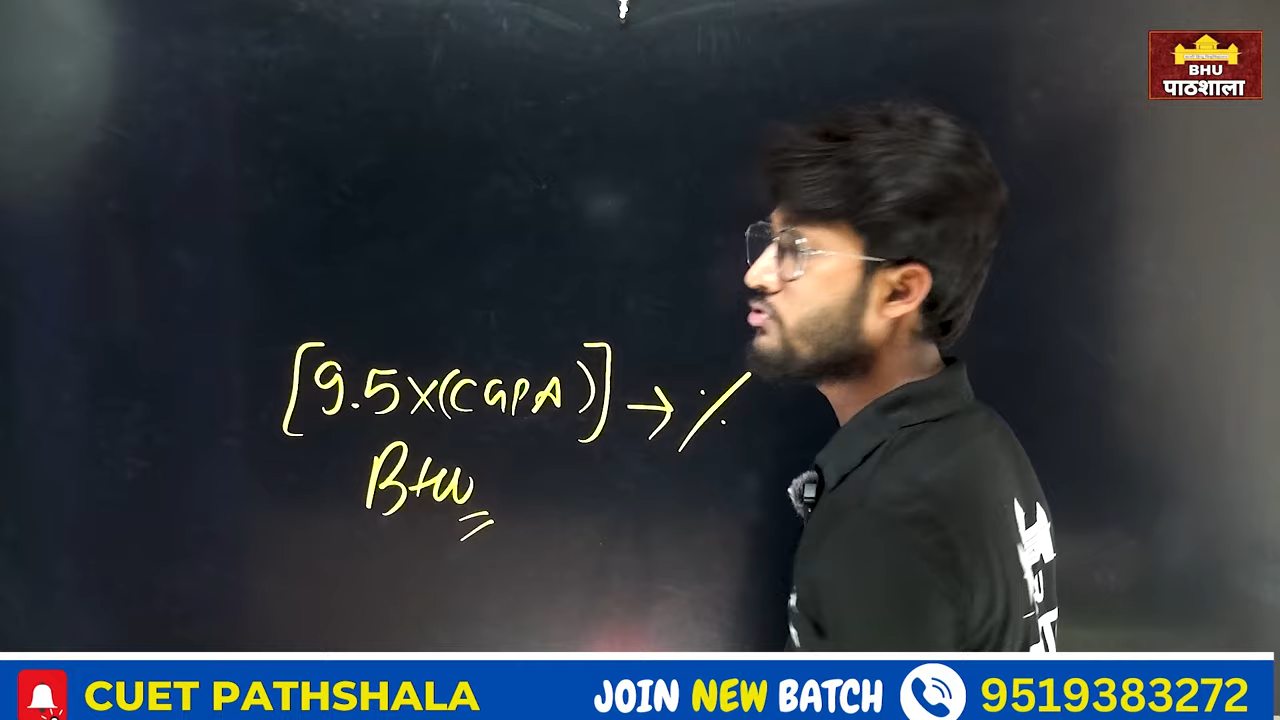 BHU
पाठशाला
[9.5×(CGPA)] → %
BHU
CUET PATHSHALA
JOIN NEW BATCH
9519383272